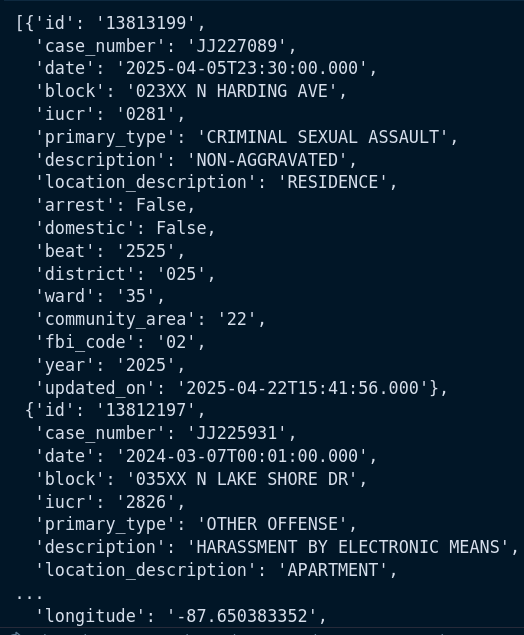 [{'id': '13813199',
'case_number': 'JJ227089',
'date': '2025-04-05T23:30:00.000',
'block': '023XX N HARDING AVE',
'iucr': '0281',
'primary_type': 'CRIMINAL SEXUAL ASSAULT',
'description': 'NON-AGGRAVATED',
'location_description': 'RESIDENCE',
'arrest': False,
'domestic': False,
'beat': '2525',
'district': '025',
'ward': '35',
'community_area': '22',
'fbi_code': '02',
'year': '2025',
'updated_on': '2025-04-22T15:41:56.000'},
{'id': '13812197',
'case_number': 'JJ225931',
'date': '2024-03-07T00:01:00.000',
'block': '035XX N LAKE SHORE DR',
'iucr': '2826',
'primary_type': 'OTHER OFFENSE',
'description': 'HARASSMENT BY ELECTRONIC MEANS',
'location_description': 'APARTMENT',
...
'longitude': '-87.650383352',